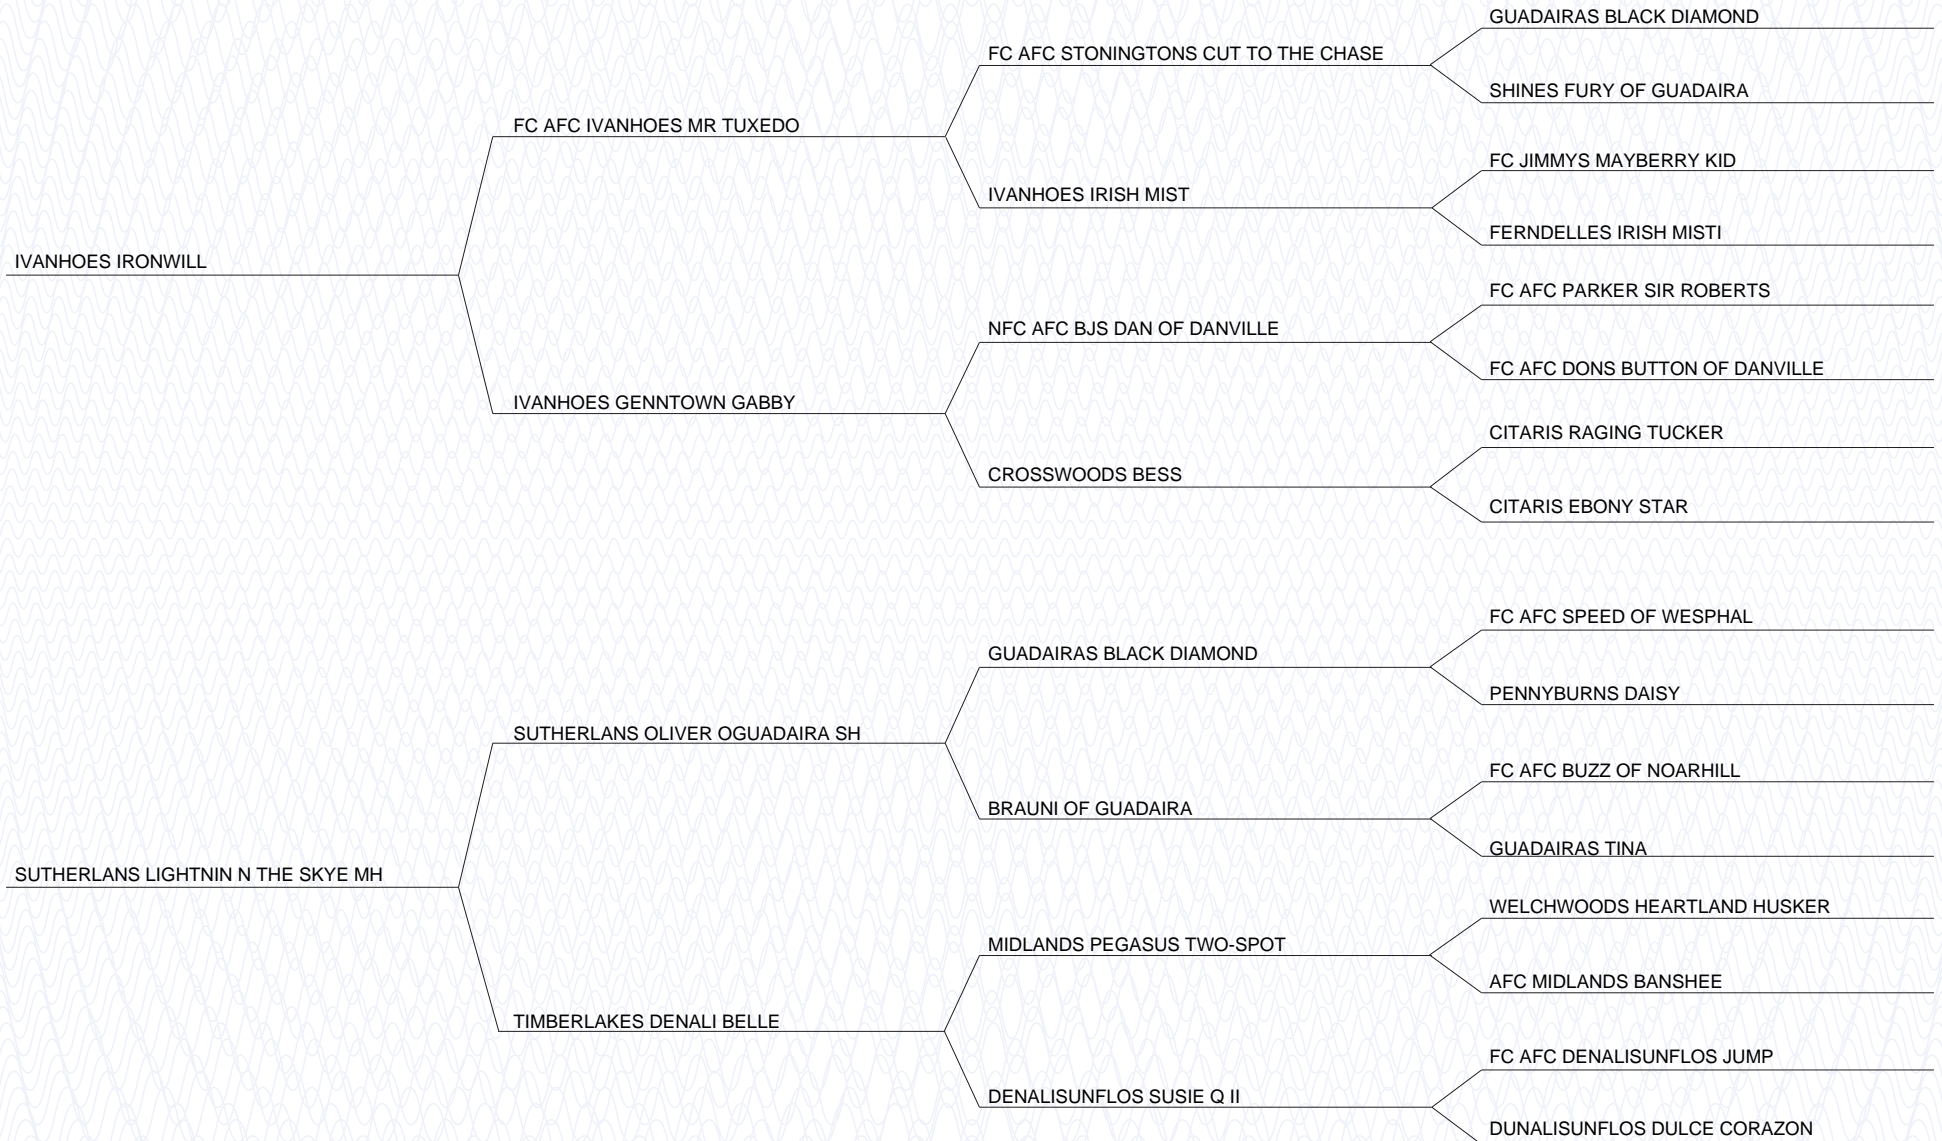 GUADAIRAS BLACK DIAMOND
FC AFC STONINGTONS CUT TO THE CHASE
SHINES FURY OF GUADAIRA
FC AFC IVANHOES MR TUXEDO
FC JIMMYS MAYBERRY KID
IVANHOES IRISH MIST
FERNDELLES IRISH MISTI
IVANHOES IRONWILL
FC AFC PARKER SIR ROBERTS
NFC AFC BJS DAN OF DANVILLE
FC AFC DONS BUTTON OF DANVILLE
IVANHOES GENNTOWN GABBY
CITARIS RAGING TUCKER
CROSSWOODS BESS
CITARIS EBONY STAR
FC AFC SPEED OF WESPHAL
GUADAIRAS BLACK DIAMOND
PENNYBURNS DAISY
SUTHERLANS OLIVER OGUADAIRA SH
FC AFC BUZZ OF NOARHILL
BRAUNI OF GUADAIRA
GUADAIRAS TINA
SUTHERLANS LIGHTNIN N THE SKYE MH
WELCHWOODS HEARTLAND HUSKER
MIDLANDS PEGASUS TWO-SPOT
AFC MIDLANDS BANSHEE
TIMBERLAKES DENALI BELLE
FC AFC DENALISUNFLOS JUMP
DENALISUNFLOS SUSIE Q II
DUNALISUNFLOS DULCE CORAZON